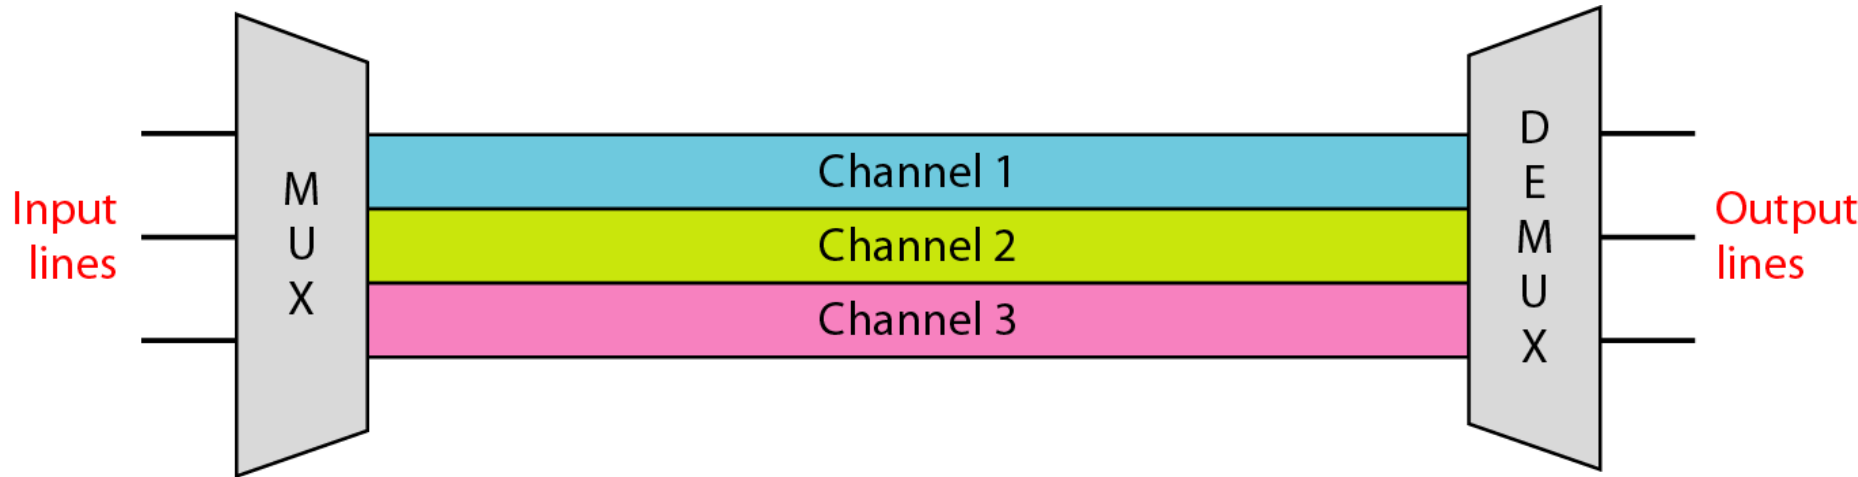 Input
lines
M
U
X
Channel 1
Channel 2
Channel 3
D
E
M
U
X
Output
lines